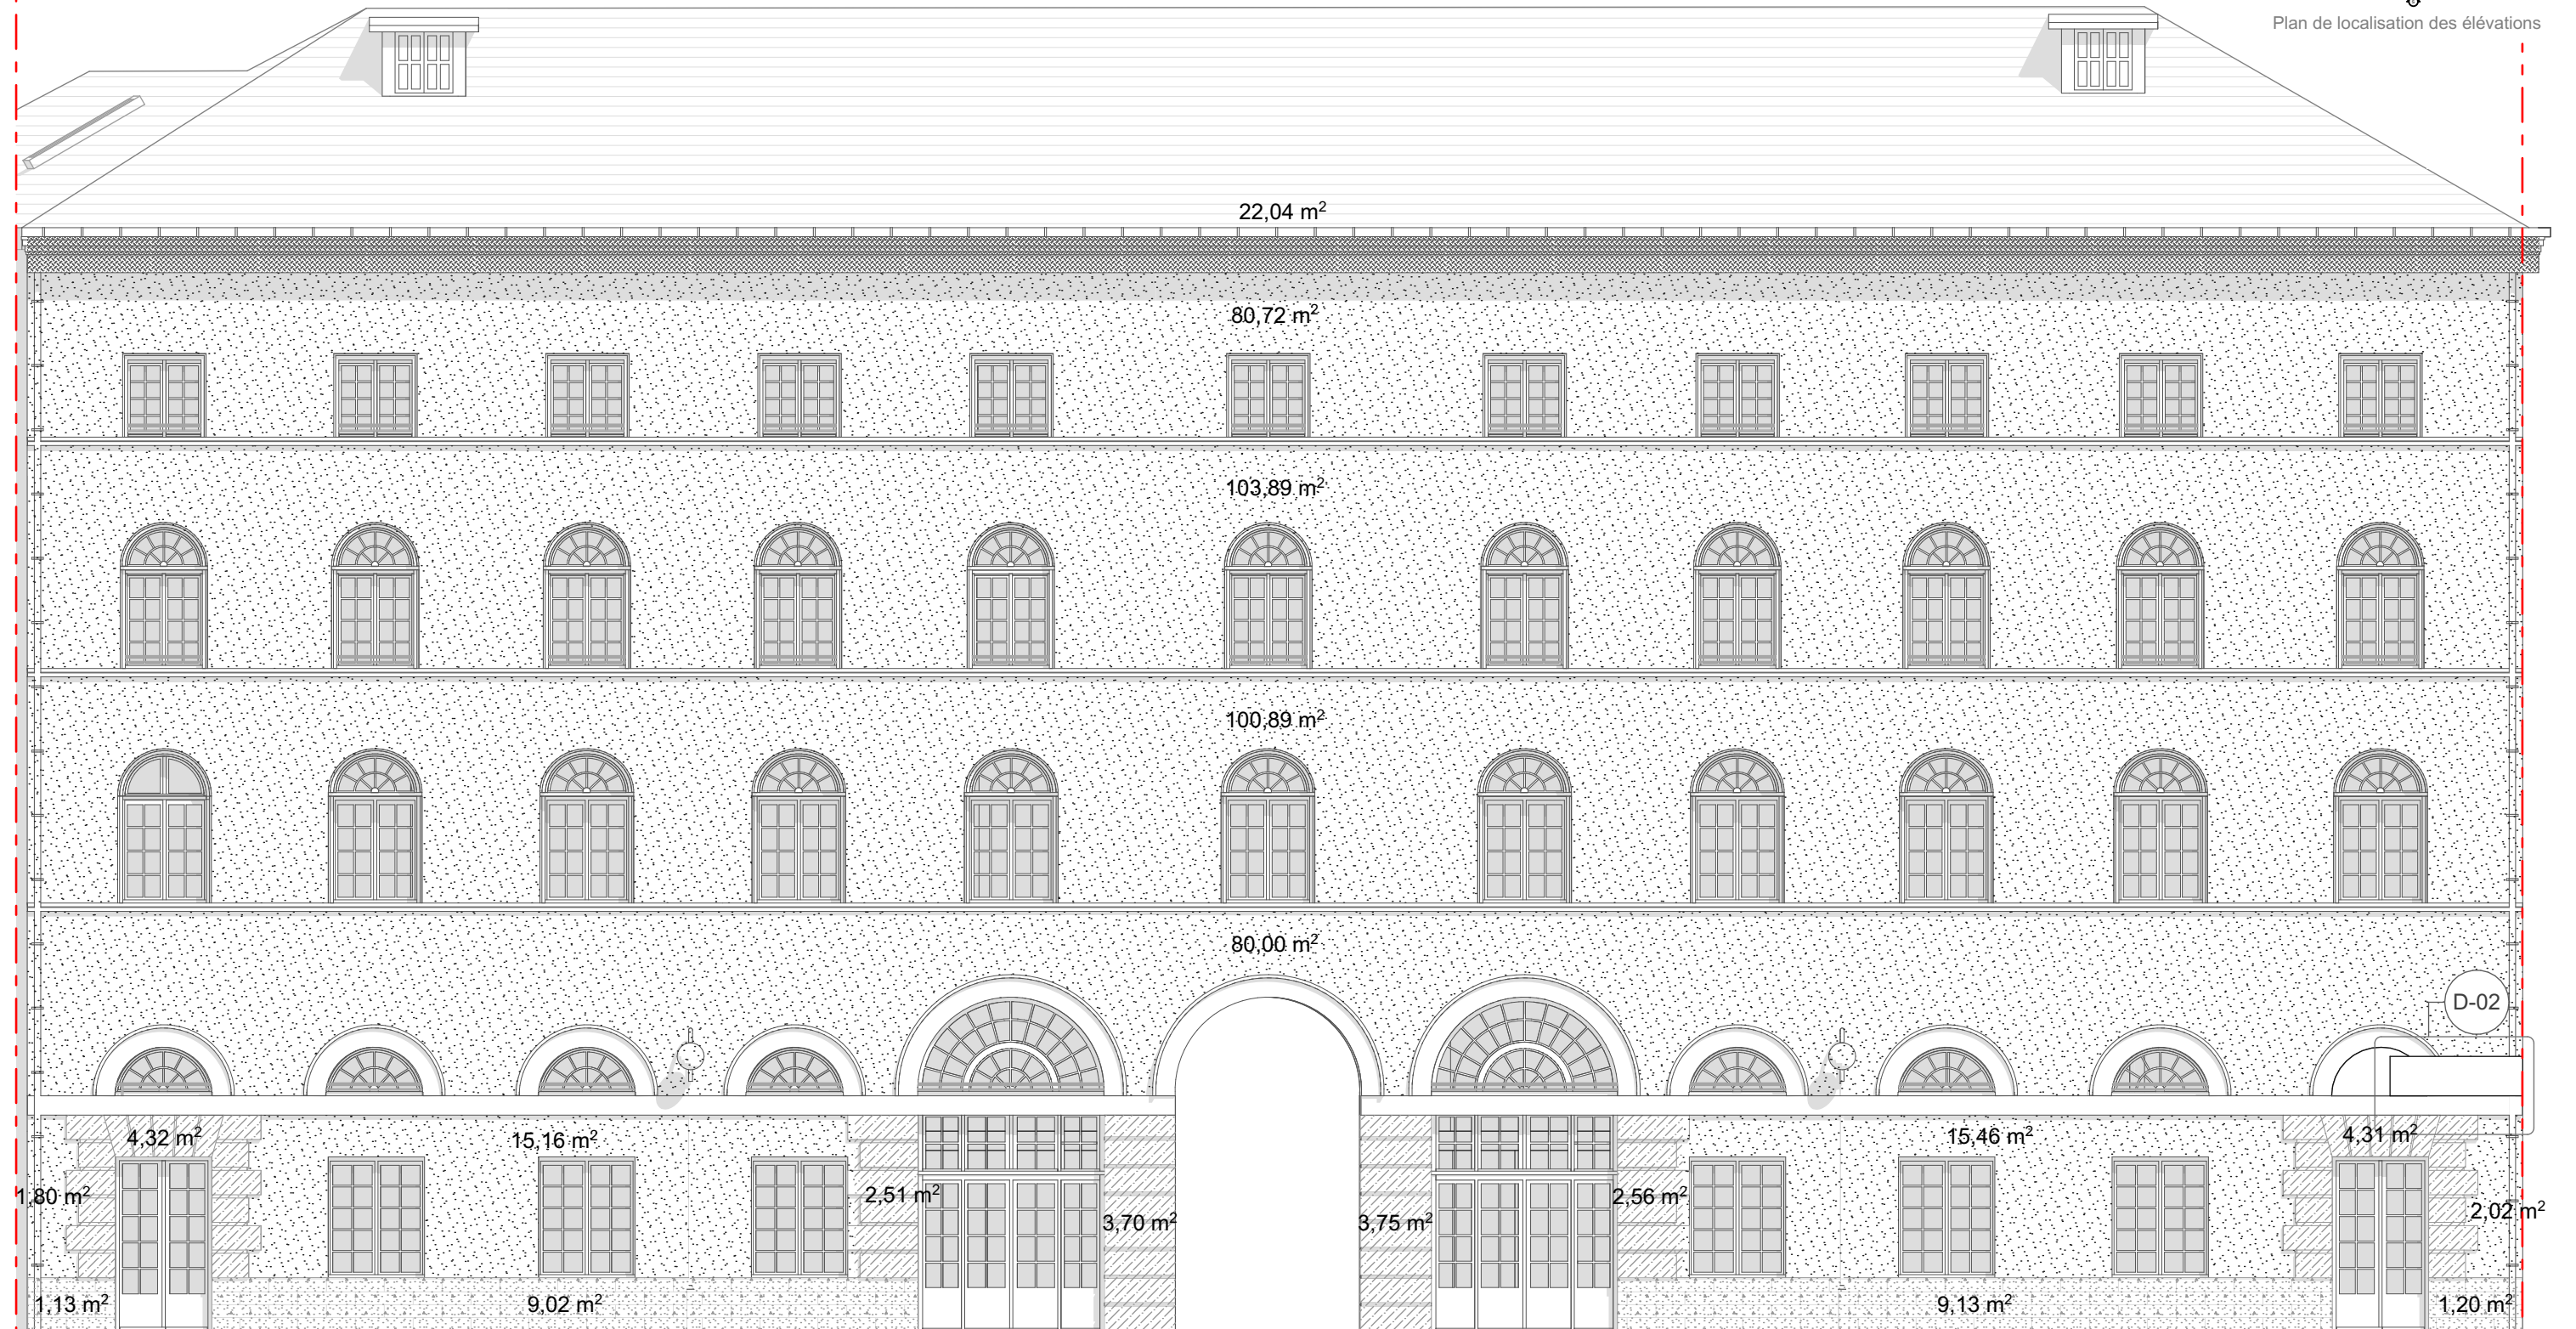 Plan de localisation des élévations
22,04 m²
80,72 m²
103,89 m²
100,89 m²
80,00 m²
D-02
4,32 m²
15,16 m²
15,46 m²
4,31 m²
1,80 m²
2,51 m²
2,56 m²
2,02 m²
3,70 m²
3,75 m²
1,13 m²
9,02 m²
9,13 m²
1,20 m²